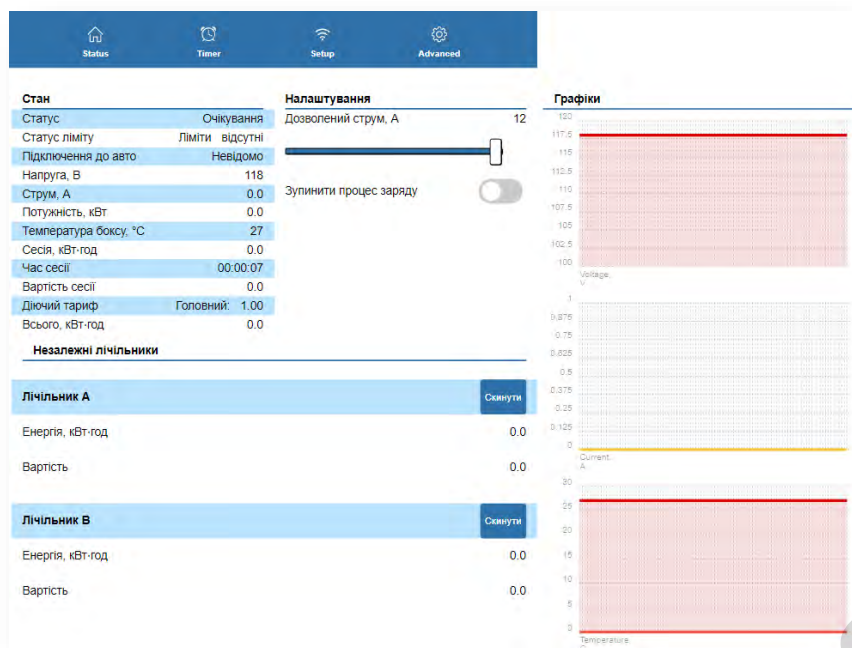 Status Timer Setup Advanced
Стан
Статус Очікування
Статус ліміту Ліміти відсутні
Підключення до авто Невідомо
Напруга, В 118
Струм, А 0.0
Потужність, кВт 0.0
Температура боксу, °C 27
Сесія, кВт-год 0.0
Час сесії 00:00:07
Вартість сесії 0.0
Діючий тариф Головний: 1.00
Всього, кВт-год 0.0
Налаштування
Дозволений струм, А 12
Зупинити процес заряду
Незалежні лічільники
Лічільник А Скинути
Енергія, кВт-год 0.0
Вартість 0.0
Лічільник В Скинути
Енергія, кВт-год 0.0
Вартість 0.0
Графіки
120
117.5
115
112.5
110
107.5
105
102.5
100
Voltage,
V
1
0.875
0.75
0.625
0.5
0.375
0.25
0.125
0
Current,
A
30
25
20
15
10
5
0
Temperature